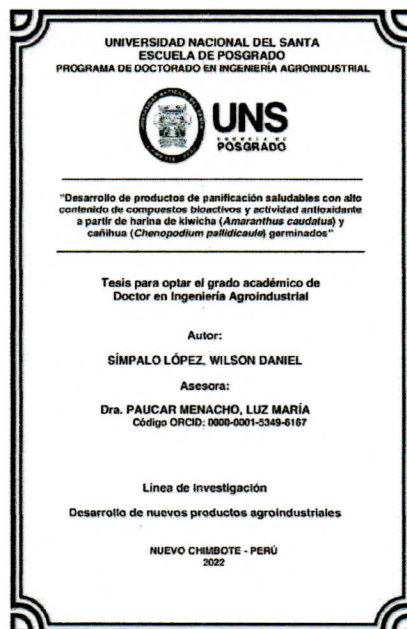 UNIVERSIDAD NACIONAL DEL SANTA
ESCUELA DE POSGRADO
PROGRAMA DE DOCTORADO EN INGENIERÍA AGROINDUSTRIAL
UNS
ESCUELA DE
POSGRADO
"Desarrollo de productos de panificación saludables con alto
contenido de compuestos bioactivos y actividad antioxidante
a partir de harina de kiwicha (Amaranthus caudatus) y
cañihua (Chenopodium pallidicaule) germinados"
Tesis para optar el grado académico de
Doctor en Ingeniería Agroindustrial
Autor:
SÍMPALO LÓPEZ, WILSON DANIEL
Asesora:
Dra. PAUCAR MENACHO, LUZ MARÍA
Código ORCID: 0000-0001-5349-6167
Línea de Investigación
Desarrollo de nuevos productos agroindustriales
NUEVO CHIMBOTE - PERÚ
2022